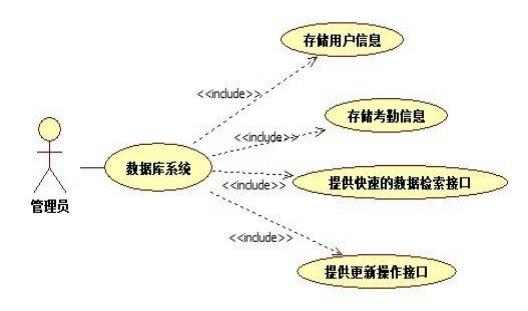 存储用户信息
<<include>>
存储考勤信息
<<include>>
数据库系统
提供快速的数据检索接口
<<include>>
管理员
<<include>>
提供更新操作接口